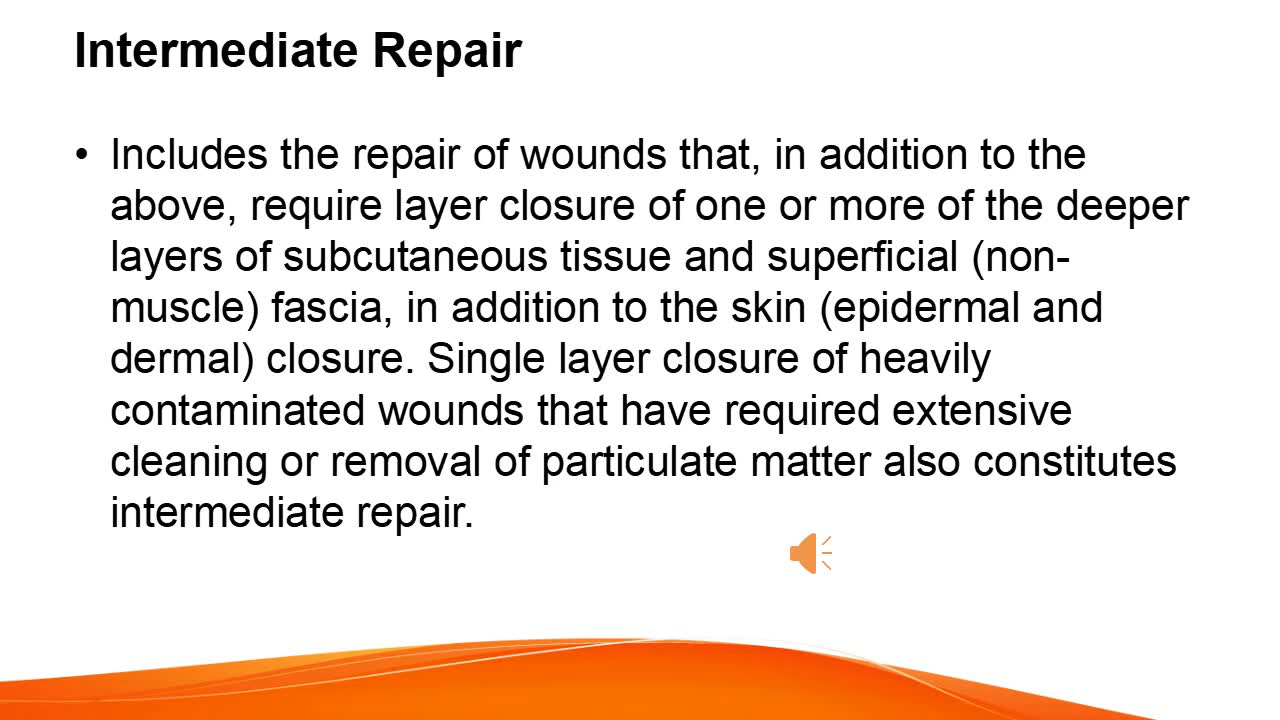 Intermediate Repair
• Includes the repair of wounds that, in addition to the
above, require layer closure of one or more of the deeper
layers of subcutaneous tissue and superficial (non-
muscle) fascia, in addition to the skin (epidermal and
dermal) closure. Single layer closure of heavily
contaminated wounds that have required extensive
cleaning or removal of particulate matter also constitutes
intermediate repair.